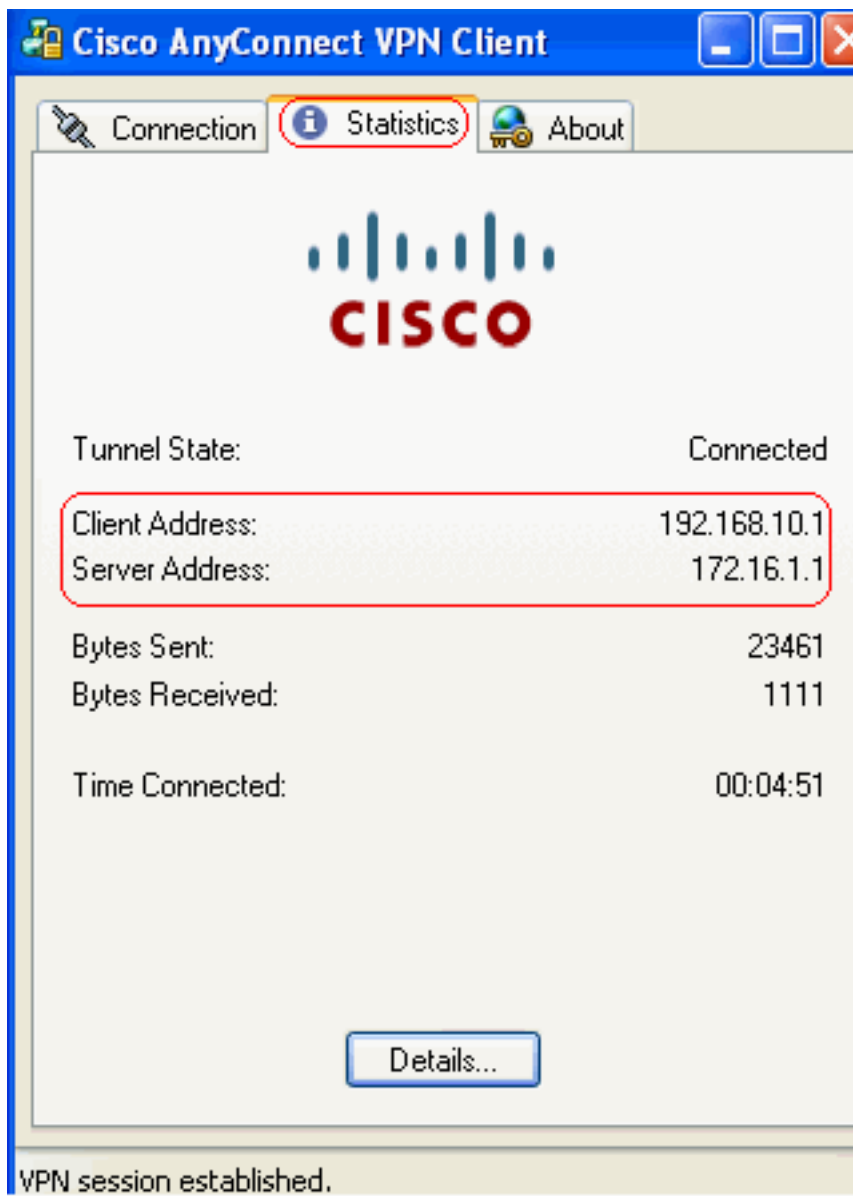 Cisco AnyConnect VPN Client
Connection Statistics About
CISCO
Tunnel State: Connected
Client Address: 192.168.10.1
Server Address: 172.16.1.1
Bytes Sent: 23461
Bytes Received: 1111
Time Connected: 00:04:51
Details...
VPN session established.